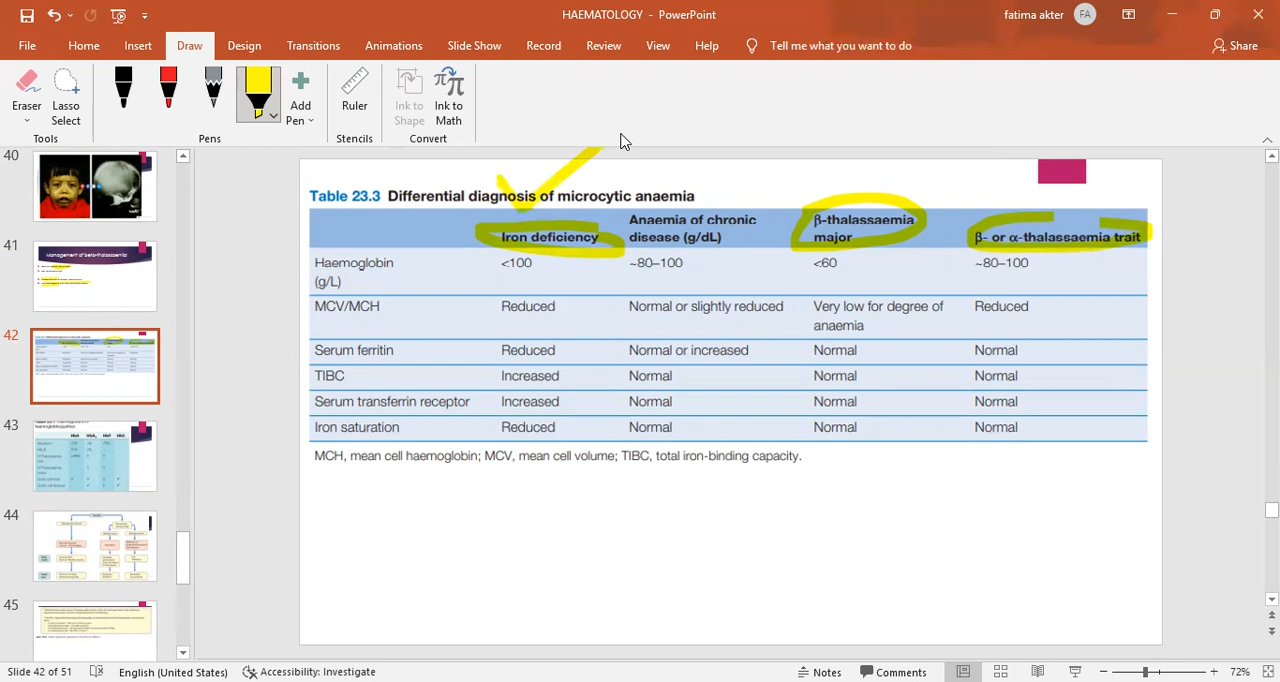 HAEMATOLOGY - PowerPoint
fatima akter FA
File Home Insert Draw Design Transitions Animations Slide Show Record Review View Help Tell me what you want to do Share
Eraser Lasso Select Add Pen Ruler Ink to Shape Ink to Math
Tools Pens Stencils Convert
40
41
Management of beta-thalassaemia:
42
43
44
45
Table 23.3 Differential diagnosis of microcytic anaemia
Iron deficiency Anaemia of chronic disease (g/dL) β-thalassaemia major β- or α-thalassaemia trait
Haemoglobin (g/L) <100 ~80–100 <60 ~80–100
MCV/MCH Reduced Normal or slightly reduced Very low for degree of anaemia Reduced
Serum ferritin Reduced Normal or increased Normal Normal
TIBC Increased Normal Normal Normal
Serum transferrin receptor Increased Normal Normal Normal
Iron saturation Reduced Normal Normal Normal
MCH, mean cell haemoglobin; MCV, mean cell volume; TIBC, total iron-binding capacity.
Slide 42 of 51 English (United States) Accessibility: Investigate Notes Comments 72%